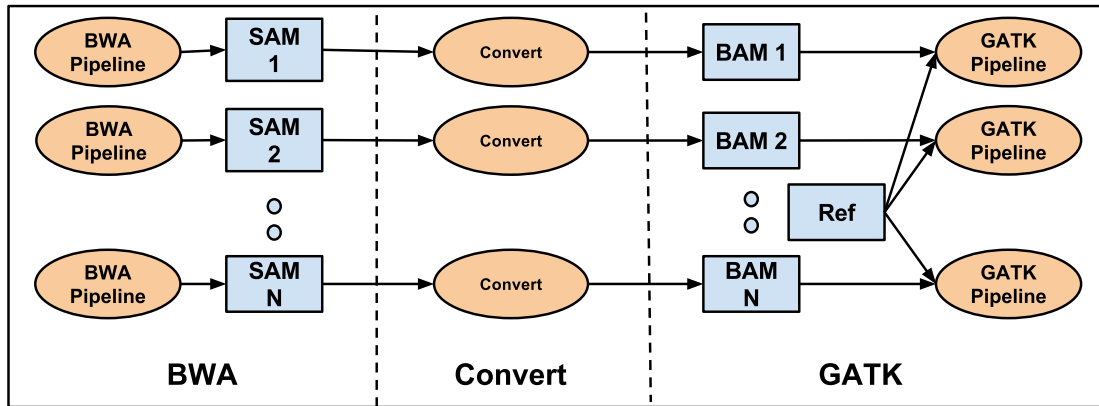 BWA
Pipeline
SAM
1
Convert
BAM 1
GATK
Pipeline
BWA
Pipeline
SAM
2
Convert
BAM 2
GATK
Pipeline
Ref
BWA
Pipeline
SAM
N
Convert
BAM
N
GATK
Pipeline
BWA
Convert
GATK